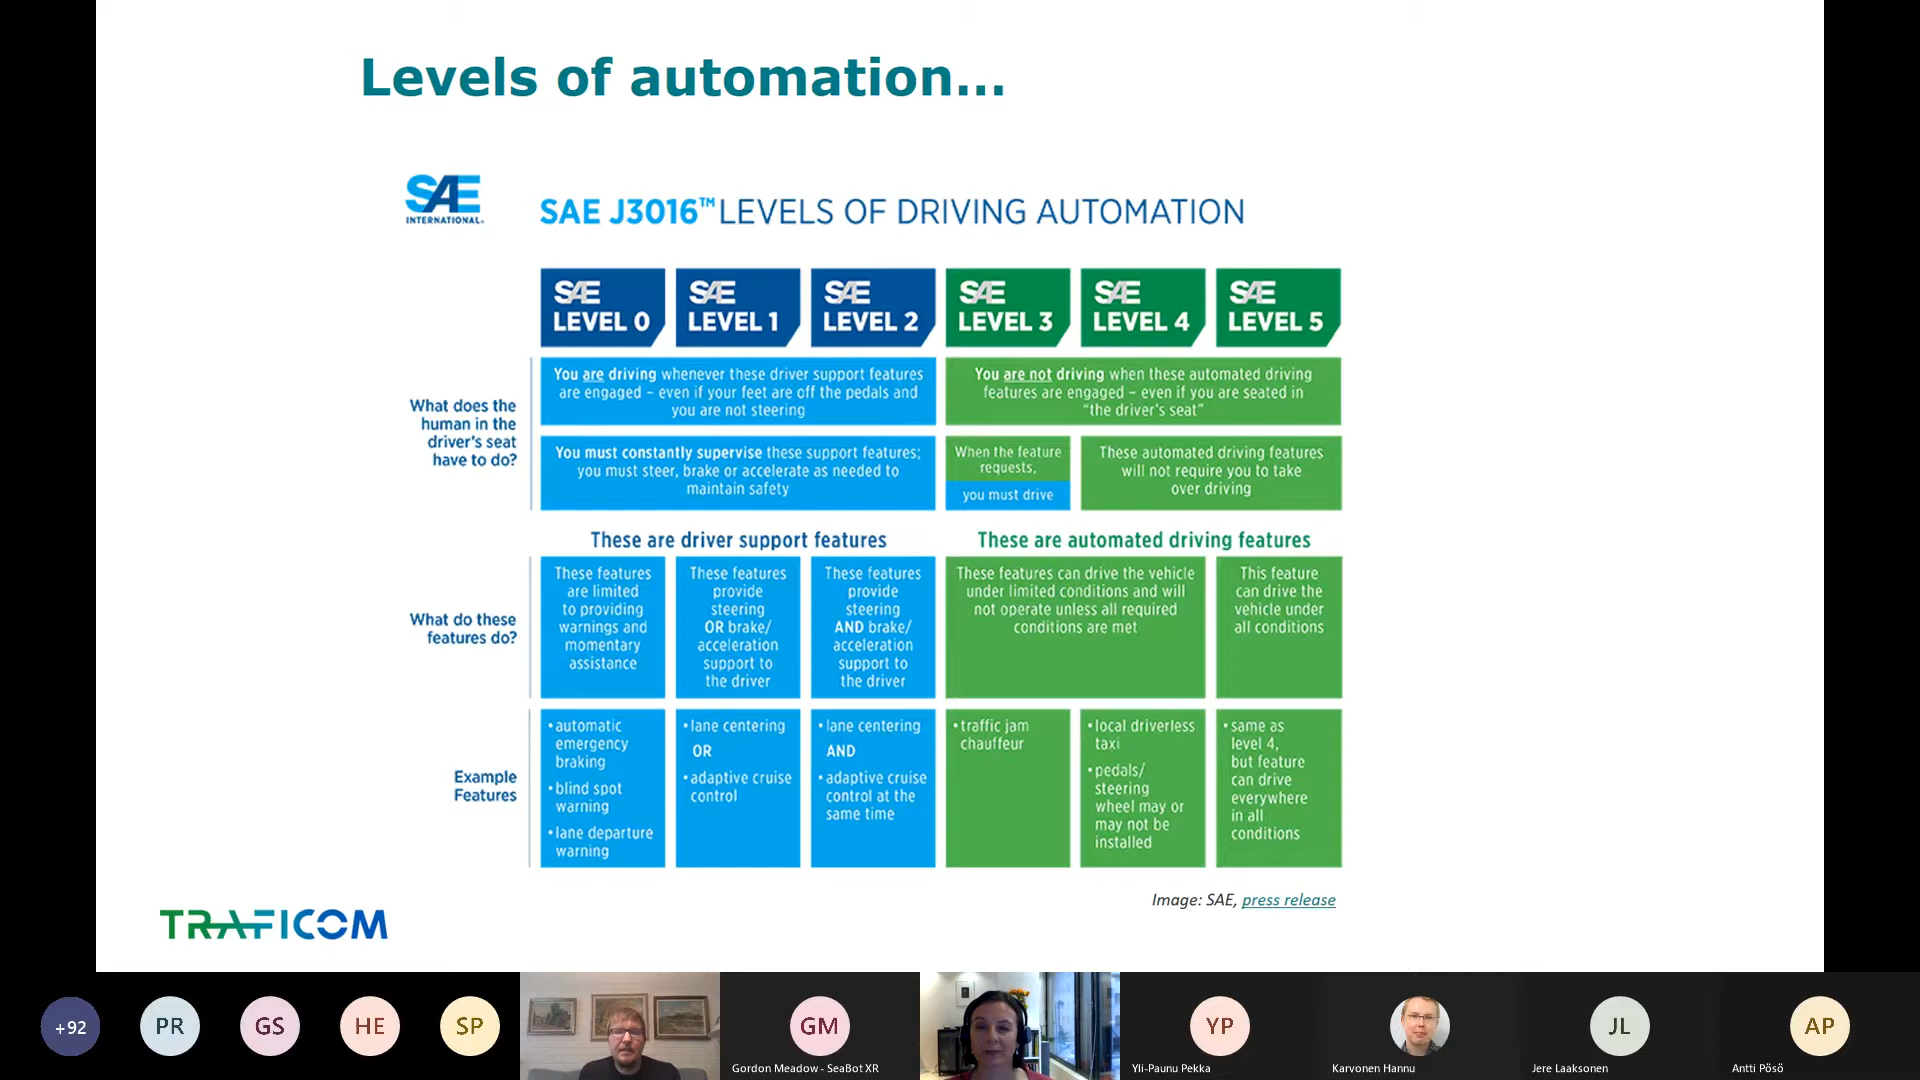 Levels of automation...
SAE
INTERNATIONAL.
SAE J3016™ LEVELS OF DRIVING AUTOMATION
SAE
LEVEL 0
SAE
LEVEL 1
SAE
LEVEL 2
SAE
LEVEL 3
SAE
LEVEL 4
SAE
LEVEL 5
What does the
human in the
driver's seat
have to do?
You are driving whenever these driver support features
are engaged – even if your feet are off the pedals and
you are not steering
You are not driving when these automated driving
features are engaged – even if you are seated in
“the driver's seat”
You must constantly supervise these support features;
you must steer, brake or accelerate as needed to
maintain safety
When the feature
requests,
you must drive
These automated driving features
will not require you to take
over driving
These are driver support features
These are automated driving features
What do these
features do?
These features
are limited
to providing
warnings and
momentary
assistance
These features
provide
steering
OR brake/
acceleration
support to
the driver
These features
provide
steering
AND brake/
acceleration
support to
the driver
These features can drive the vehicle
under limited conditions and will
not operate unless all required
conditions are met
This feature
can drive the
vehicle under
all conditions
Example
Features
•automatic
emergency
braking
•blind spot
warning
•lane departure
warning
•lane centering
OR
•adaptive cruise
control
•lane centering
AND
•adaptive cruise
control at the
same time
•traffic jam
chauffeur
•local driverless
taxi
•pedals/
steering
wheel may or
may not be
installed
•same as
level 4,
but feature
can drive
everywhere
in all
conditions
Image: SAE, press release
TRAFICOM
+92
PR
GS
HE
SP
GM
Gordon Meadow - SeaBot XR
YP
Yli-Paunu Pekka
Karvonen Hannu
JL
Jere Laaksonen
AP
Antti Pösö